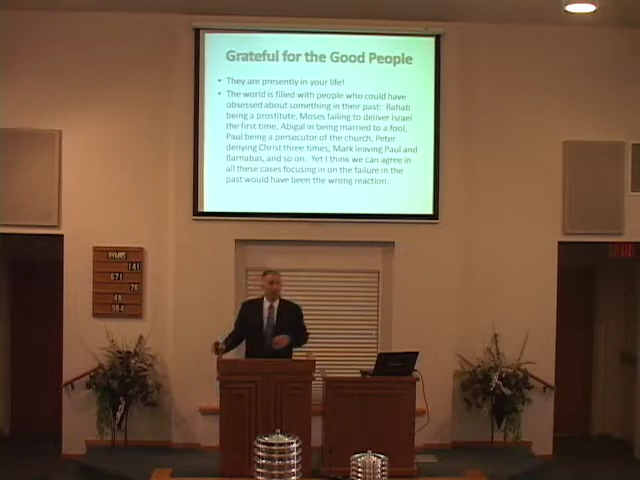 Grateful for the Good People
• They are presently in your life!
• The world is filled with people who could have
obsessed about something in their past: Rahab
being a prostitute, Moses failing to deliver Israel
the first time, Abigal in being married to a fool,
Paul being a persecutor of the church, Peter
denying Christ three times, Mark leaving Paul and
Barnabas, and so on. Yet I think we can agree in
all these cases focusing in on the failure in the
past would have been the wrong reaction.
HYMNS
141
671
76
48
984
EXIT